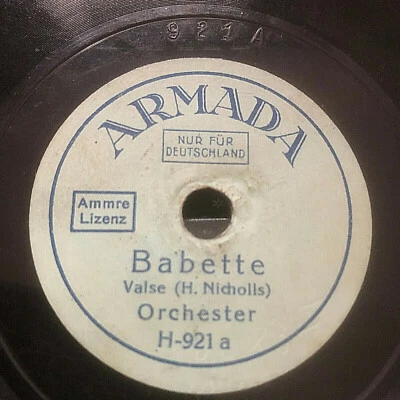 921 A
ARMADA
NUR FÜR
DEUTSCHLAND
Ammre
Lizenz
Babette
Valse (H. Nicholls)
Orchester
H-921 a